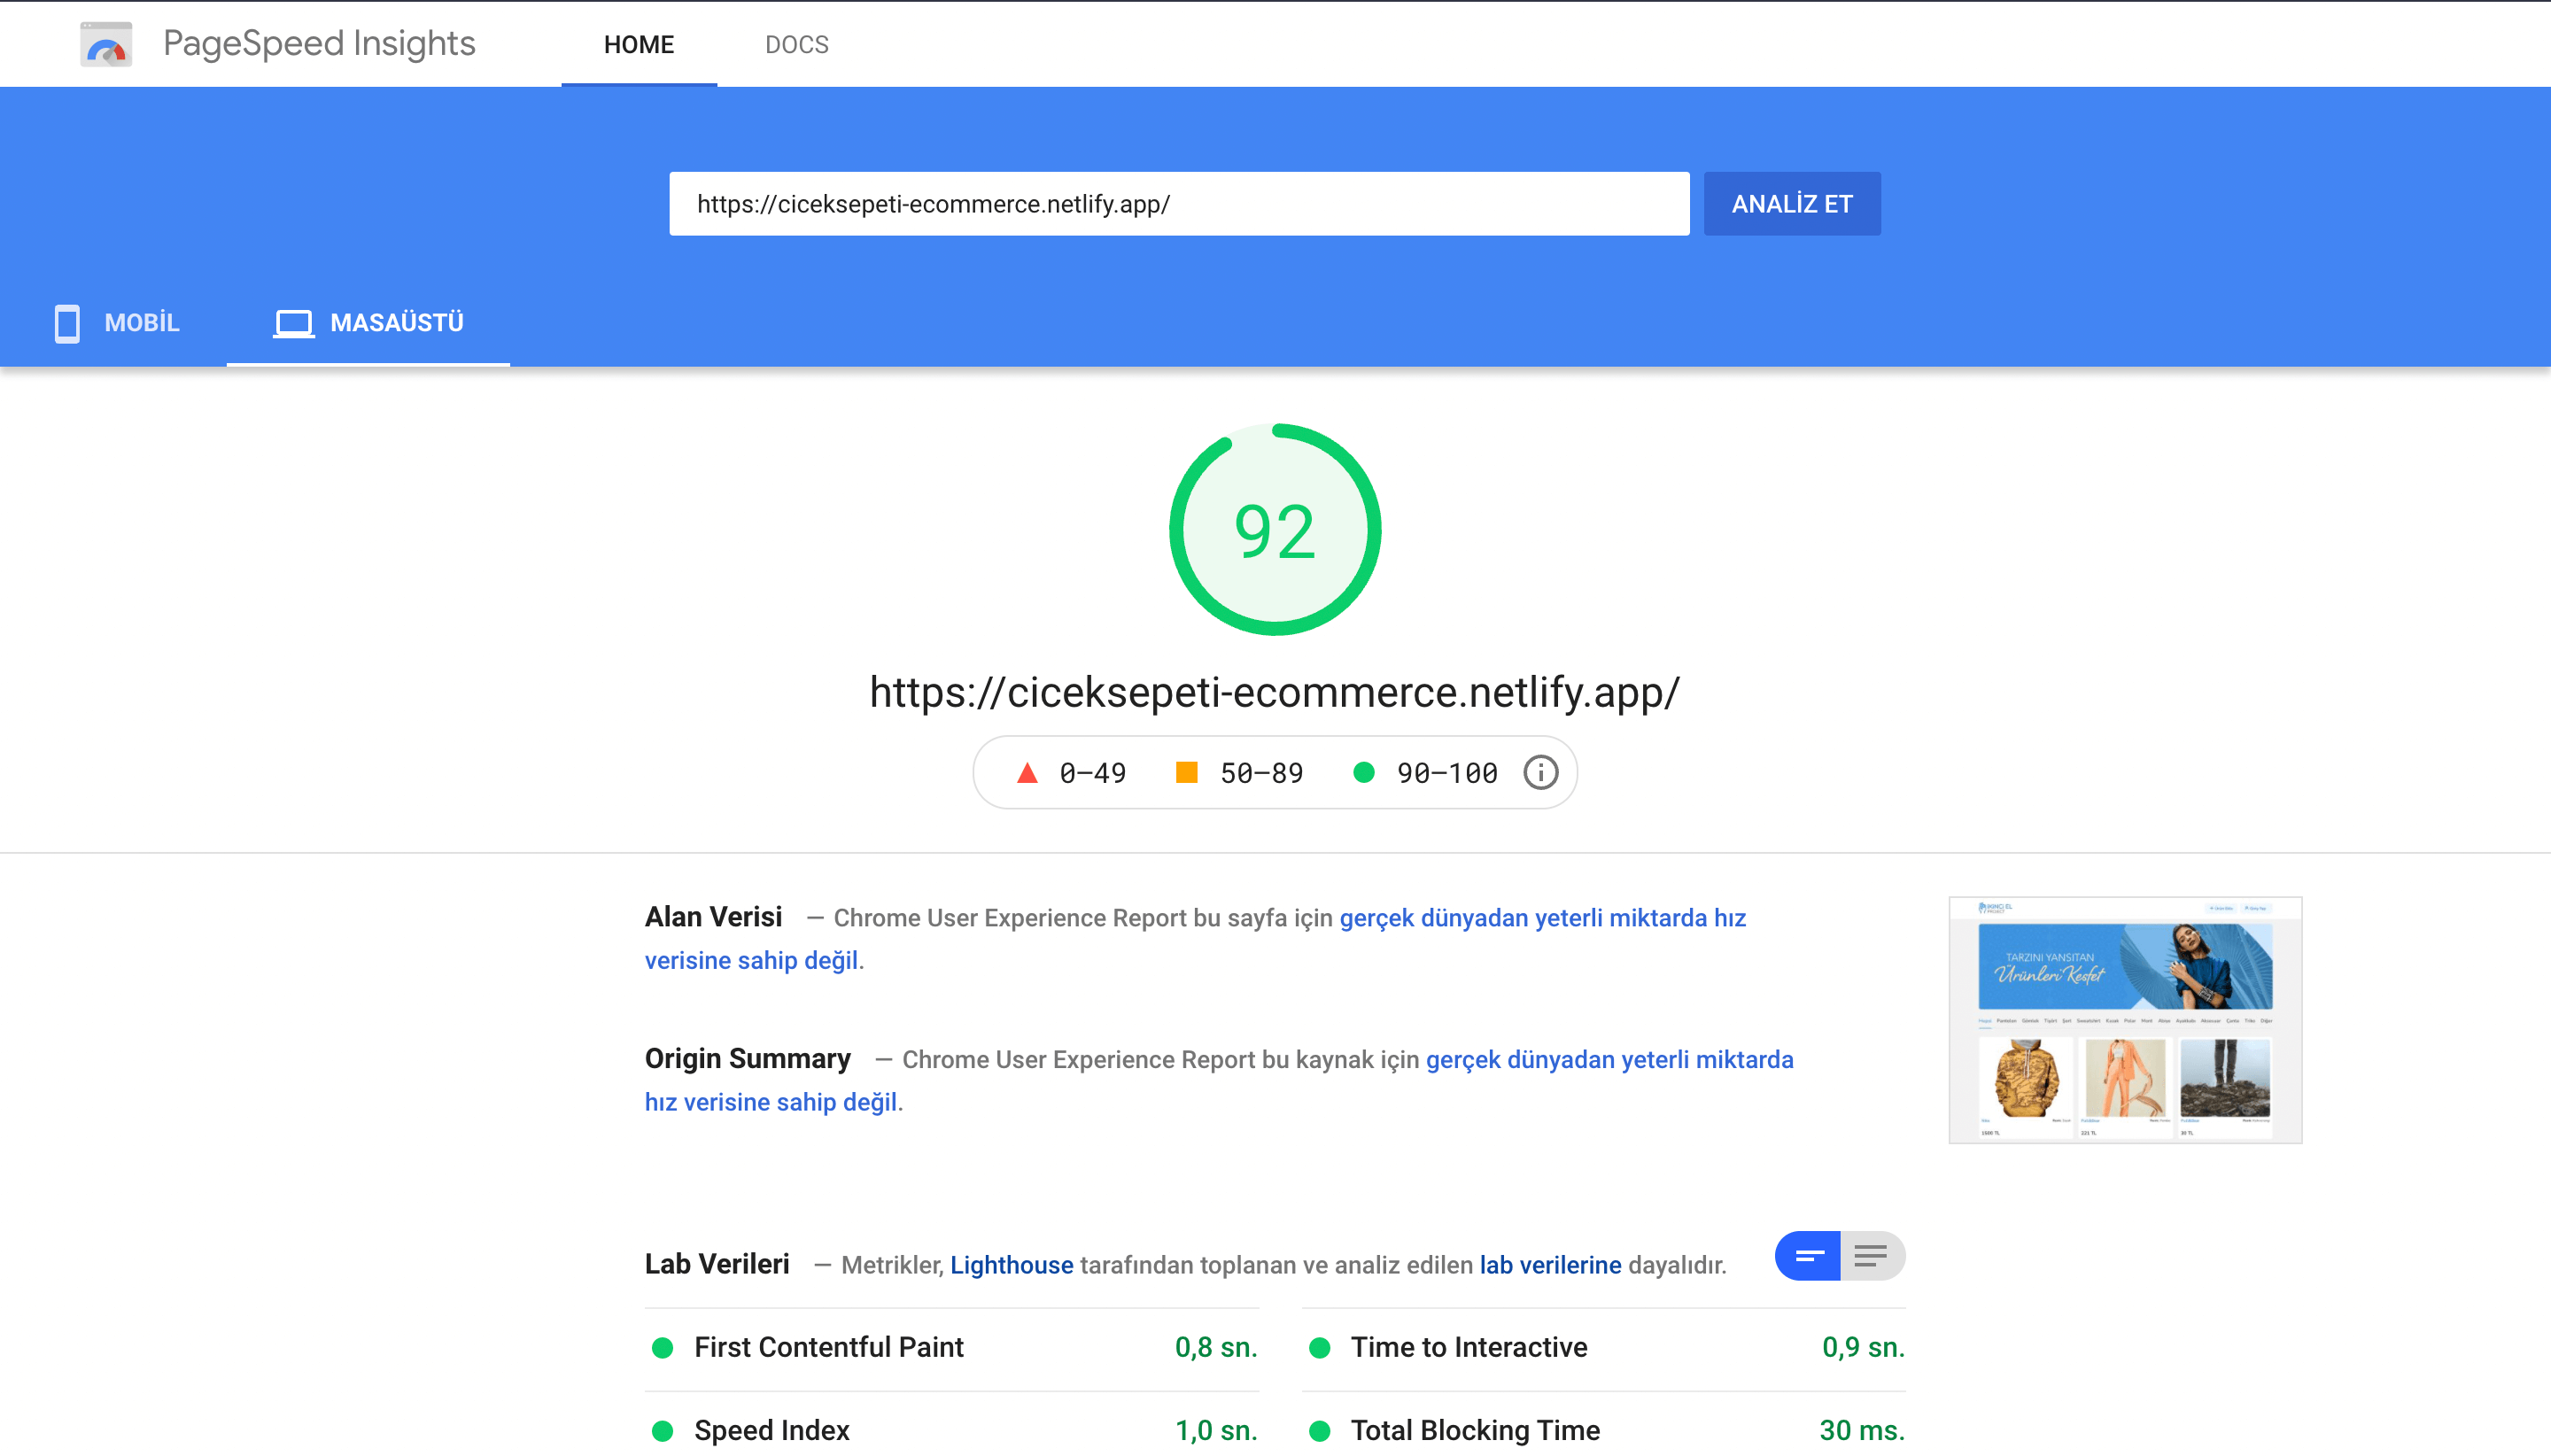 PageSpeed Insights
HOME
DOCS
https://ciceksepeti-ecommerce.netlify.app/
ANALİZ ET
MOBİL
MASAÜSTÜ
92
https://ciceksepeti-ecommerce.netlify.app/
0–49
50–89
90–100
Alan Verisi — Chrome User Experience Report bu sayfa için gerçek dünyadan yeterli miktarda hız
verisine sahip değil.
TARZINI YANSITAN
Ürünleri Keşfet
Origin Summary — Chrome User Experience Report bu kaynak için gerçek dünyadan yeterli miktarda
hız verisine sahip değil.
Lab Verileri — Metrikler, Lighthouse tarafından toplanan ve analiz edilen lab verilerine dayalıdır.
First Contentful Paint 0,8 sn.
Time to Interactive 0,9 sn.
Speed Index 1,0 sn.
Total Blocking Time 30 ms.